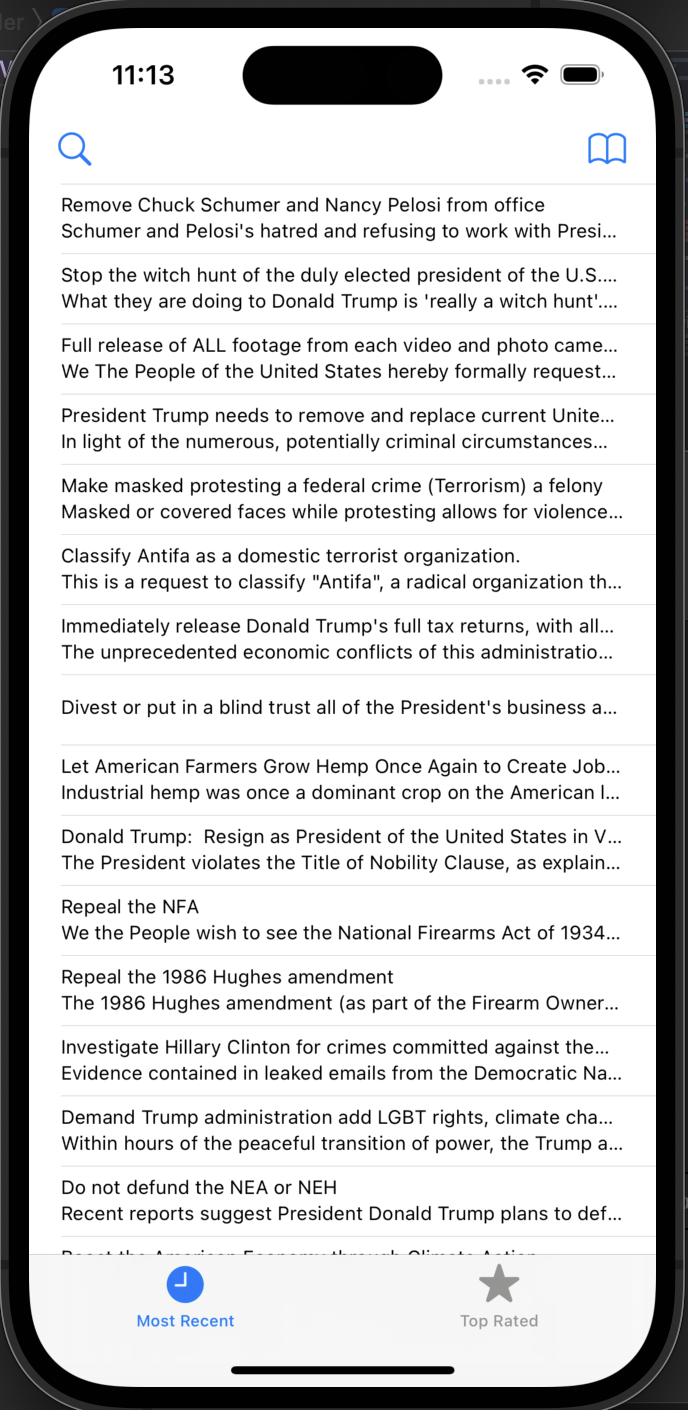 ler
11:13
Remove Chuck Schumer and Nancy Pelosi from office
Schumer and Pelosi's hatred and refusing to work with Presi...
Stop the witch hunt of the duly elected president of the U.S....
What they are doing to Donald Trump is 'really a witch hunt'....
Full release of ALL footage from each video and photo came...
We The People of the United States hereby formally request...
President Trump needs to remove and replace current Unite...
In light of the numerous, potentially criminal circumstances...
Make masked protesting a federal crime (Terrorism) a felony
Masked or covered faces while protesting allows for violence...
Classify Antifa as a domestic terrorist organization.
This is a request to classify "Antifa", a radical organization th...
Immediately release Donald Trump's full tax returns, with all...
The unprecedented economic conflicts of this administratio...
Divest or put in a blind trust all of the President's business a...
Let American Farmers Grow Hemp Once Again to Create Job...
Industrial hemp was once a dominant crop on the American l...
Donald Trump:  Resign as President of the United States in V...
The President violates the Title of Nobility Clause, as explain...
Repeal the NFA
We the People wish to see the National Firearms Act of 1934...
Repeal the 1986 Hughes amendment
The 1986 Hughes amendment (as part of the Firearm Owner...
Investigate Hillary Clinton for crimes committed against the...
Evidence contained in leaked emails from the Democratic Na...
Demand Trump administration add LGBT rights, climate cha...
Within hours of the peaceful transition of power, the Trump a...
Do not defund the NEA or NEH
Recent reports suggest President Donald Trump plans to def...
Boost the American Economy through Climate Action
Most Recent
Top Rated